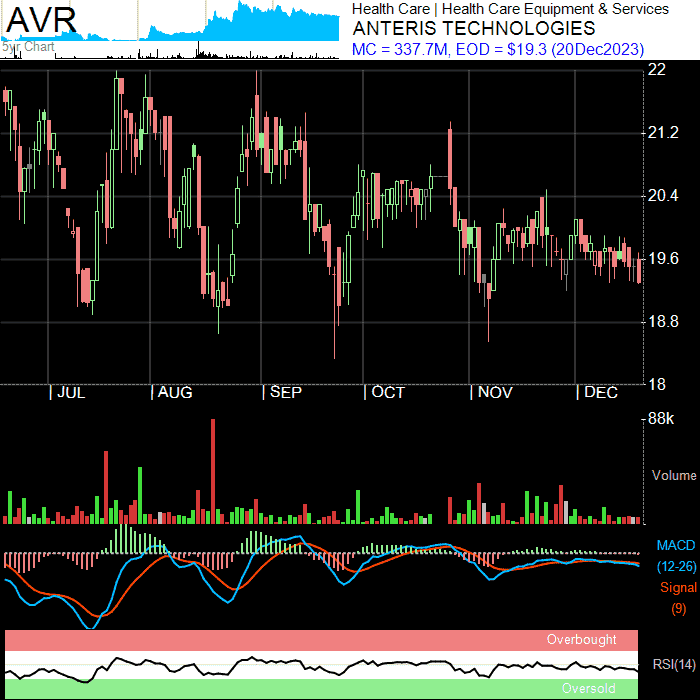 AVR
5yr Chart
Health Care | Health Care Equipment & Services
ANTERIS TECHNOLOGIES
MC = 337.7M, EOD = $19.3 (20Dec2023)
22
21.2
20.4
19.6
18.8
18
| JUL | AUG | SEP | OCT | NOV | DEC
88k
Volume
MACD
(12-26)
Signal
(9)
Overbought
RSI(14)
Oversold